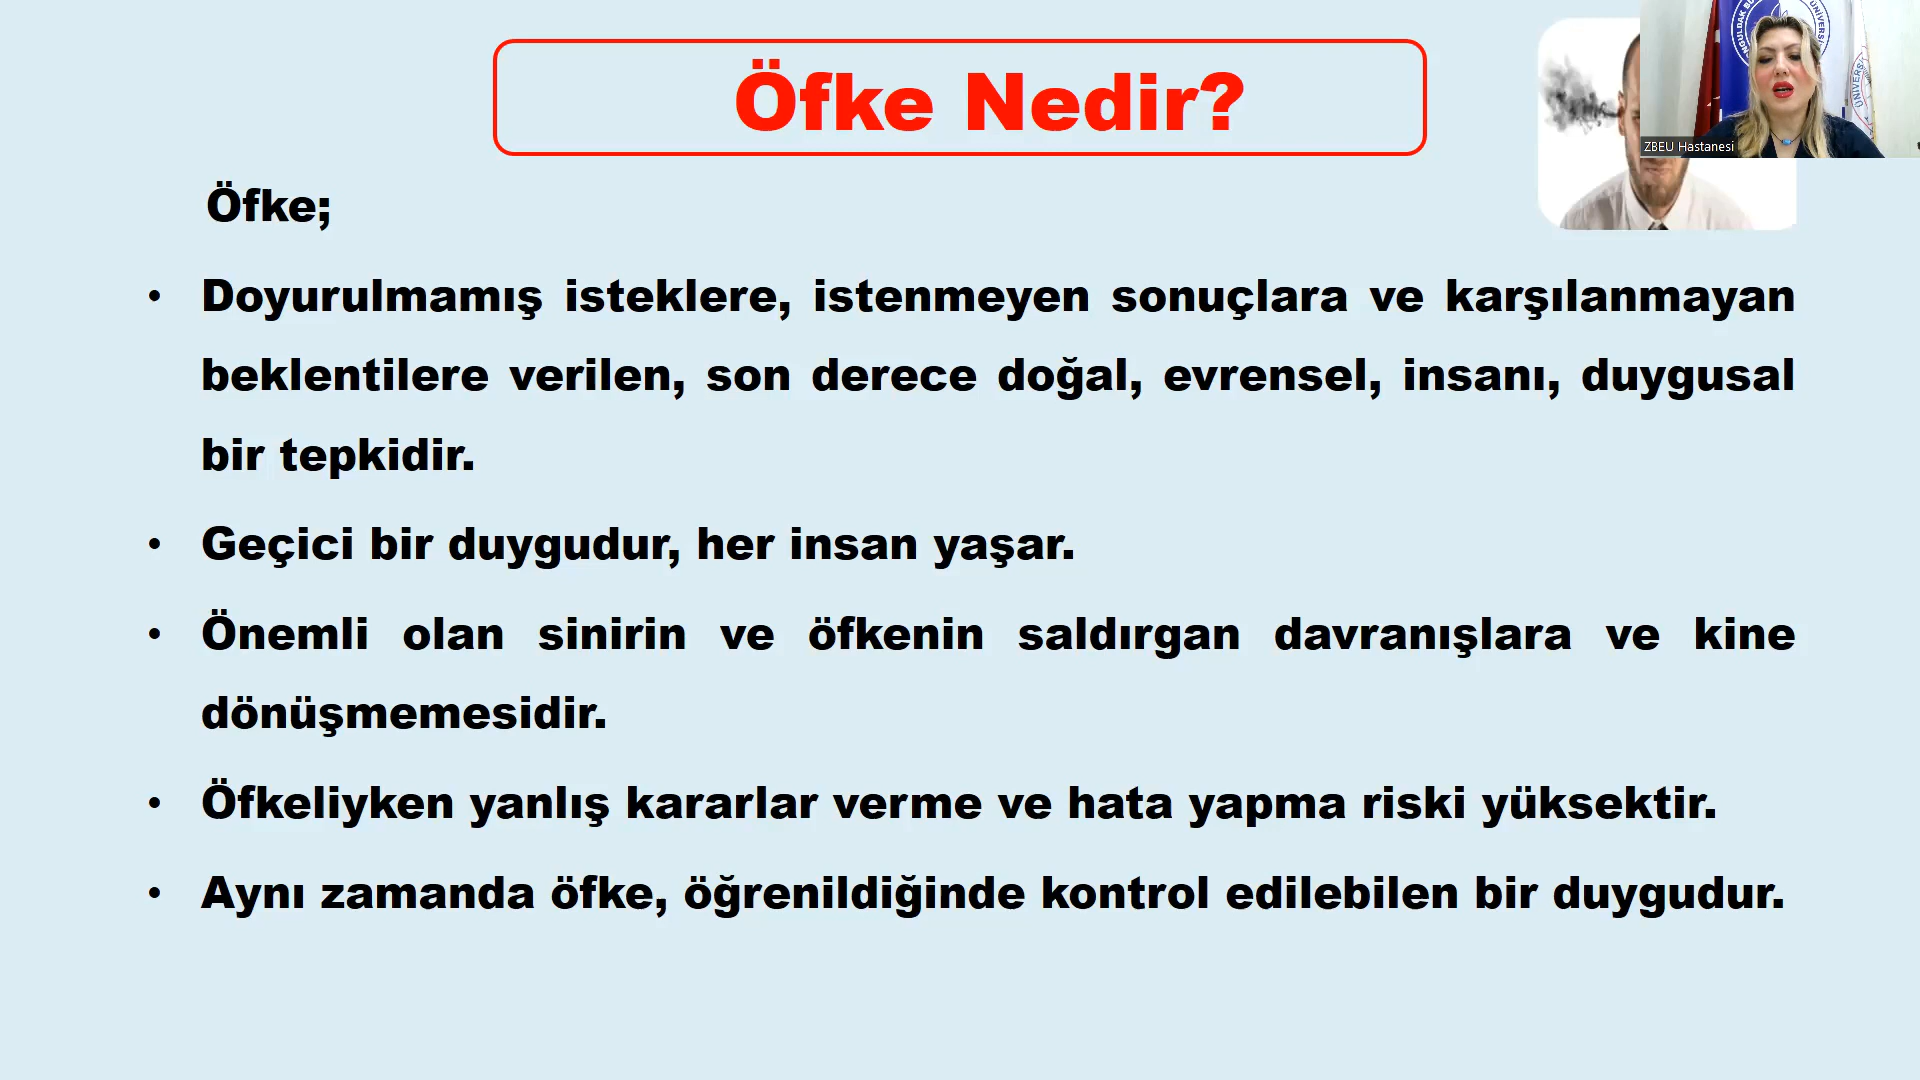 Öfke Nedir?
ZBEU Hastanesi
Öfke;
• Doyurulmamış isteklere, istenmeyen sonuçlara ve karşılanmayan
beklentilere verilen, son derece doğal, evrensel, insanı, duygusal
bir tepkidir.
• Geçici bir duygudur, her insan yaşar.
• Önemli olan sinirin ve öfkenin saldırgan davranışlara ve kine
dönüşmemesidir.
• Öfkeliyken yanlış kararlar verme ve hata yapma riski yüksektir.
• Aynı zamanda öfke, öğrenildiğinde kontrol edilebilen bir duygudur.